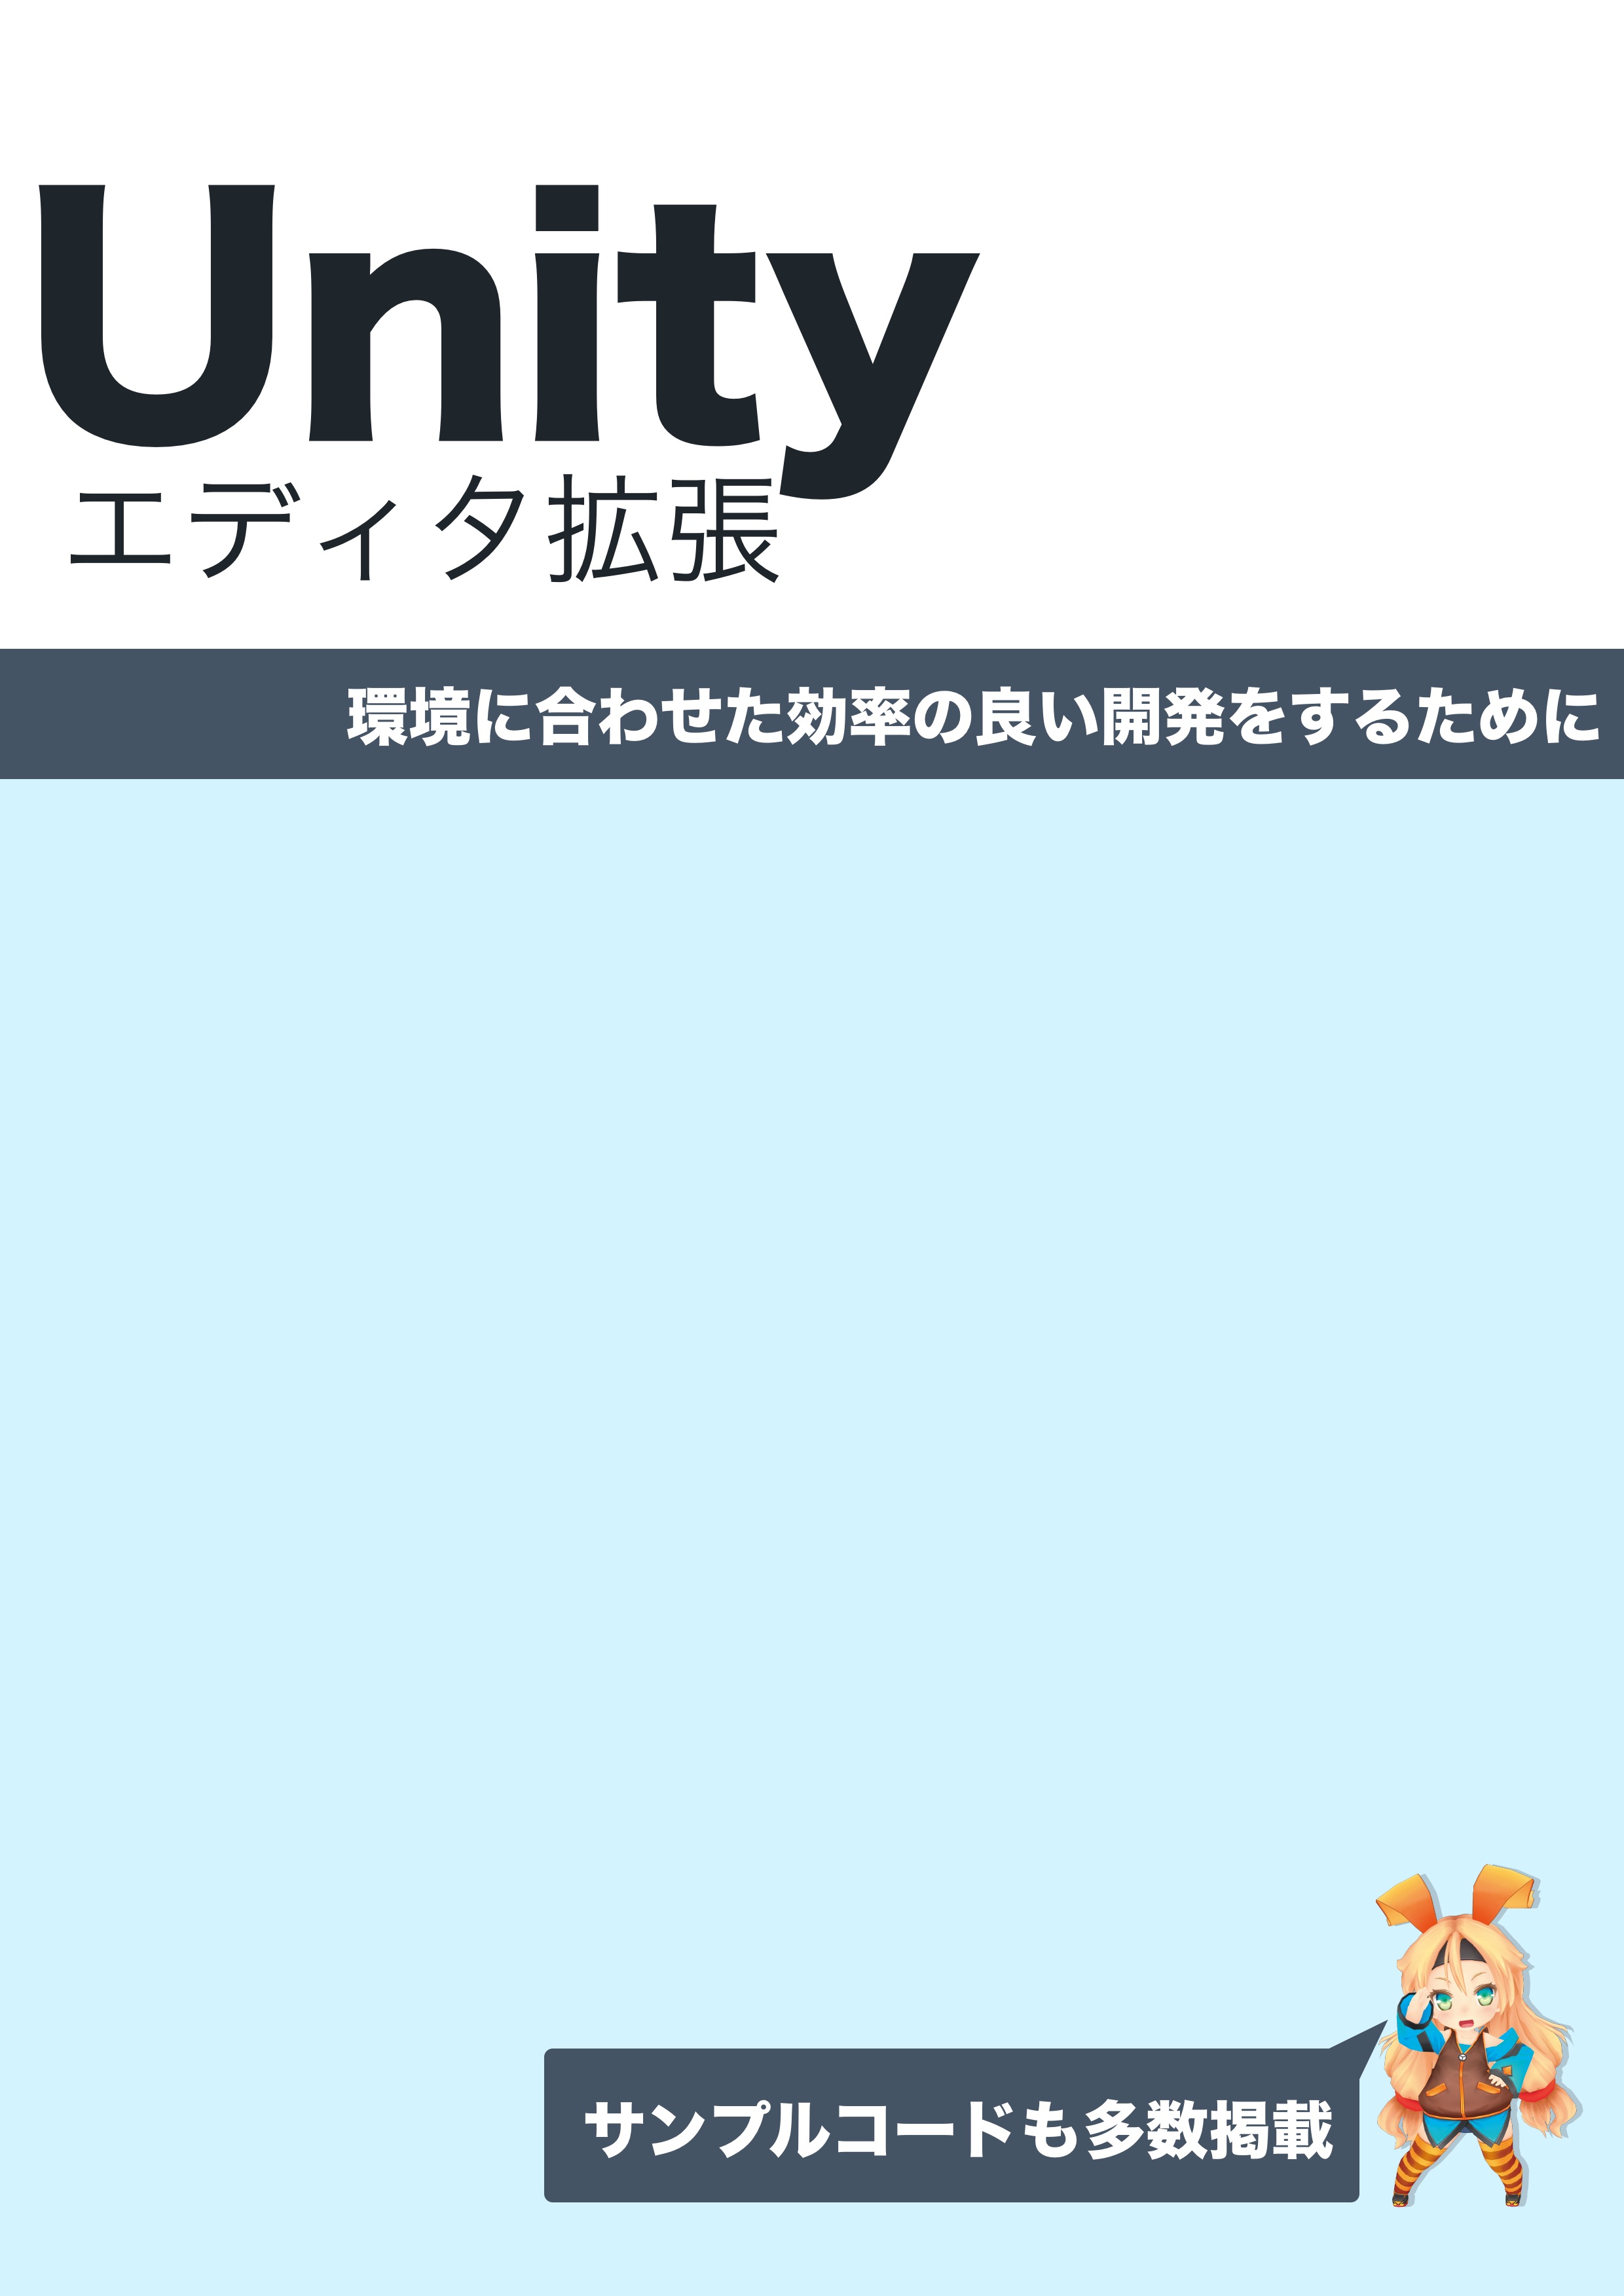 Unity
エディタ拡張
環境に合わせた効率の良い開発をするために
サンプルコードも多数掲載